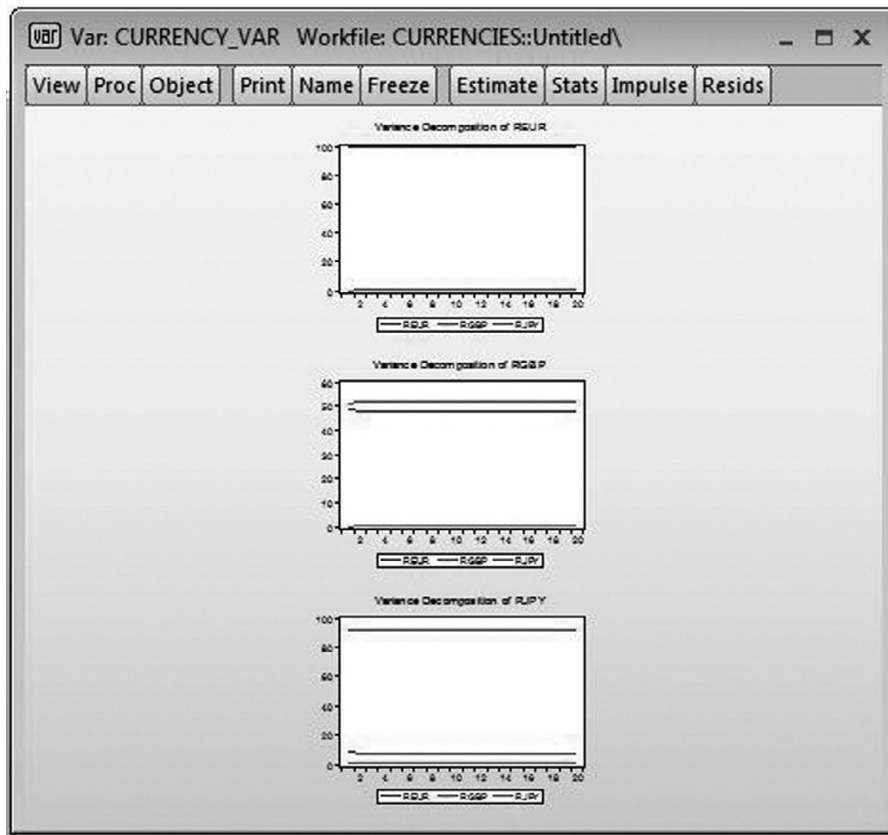 var Var: CURRENCY_VAR Workfile: CURRENCIES::Untitled\
View Proc Object Print Name Freeze Estimate Stats Impulse Resids
Variance Decomposition of REUR
100
80
60
40
20
0
2 4 6 8 10 12 14 16 18 20
REUR RGBP RJPY
Variance Decomposition of RGBP
60
50
40
30
20
10
0
2 4 6 8 10 12 14 16 18 20
REUR RGBP RJPY
Variance Decomposition of RJPY
100
80
60
40
20
0
2 4 6 8 10 12 14 16 18 20
REUR RGBP RJPY